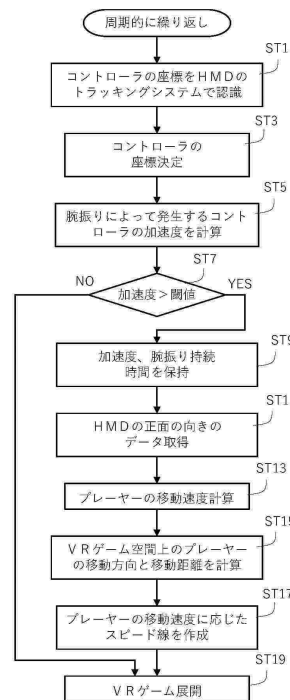 周期的に繰り返し
ST1
コントローラの座標をHMDの
トラッキングシステムで認識
ST3
コントローラの
座標決定
ST5
腕振りによって発生するコント
ローラの加速度を計算
ST7
NO
YES
加速度＞閾値
ST9
加速度、腕振り持続
時間を保持
ST1
HMDの正面の向きの
データ取得
ST13
プレーヤーの移動速度計算
ST15
VRゲーム空間上のプレーヤー
の移動方向と移動距離を計算
ST17
プレーヤーの移動速度に応じた
スピード線を作成
ST19
VRゲーム展開